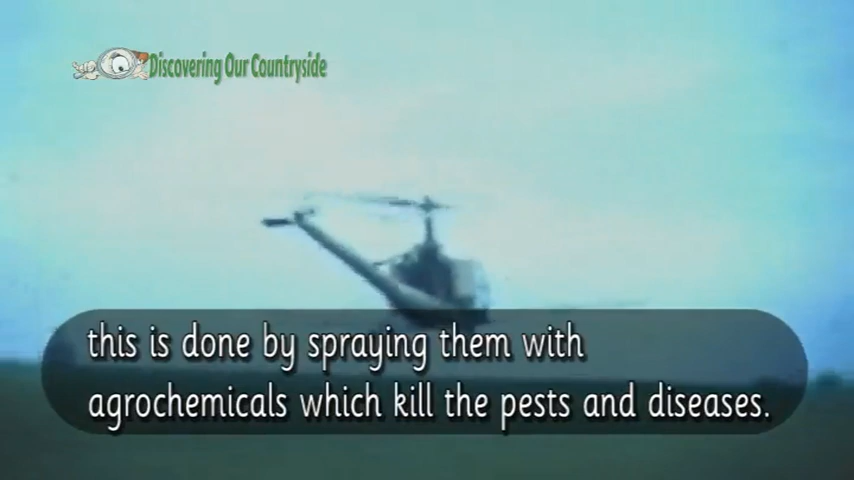 Discovering Our Countryside
this is done by spraying them with
agrochemicals which kill the pests and diseases.